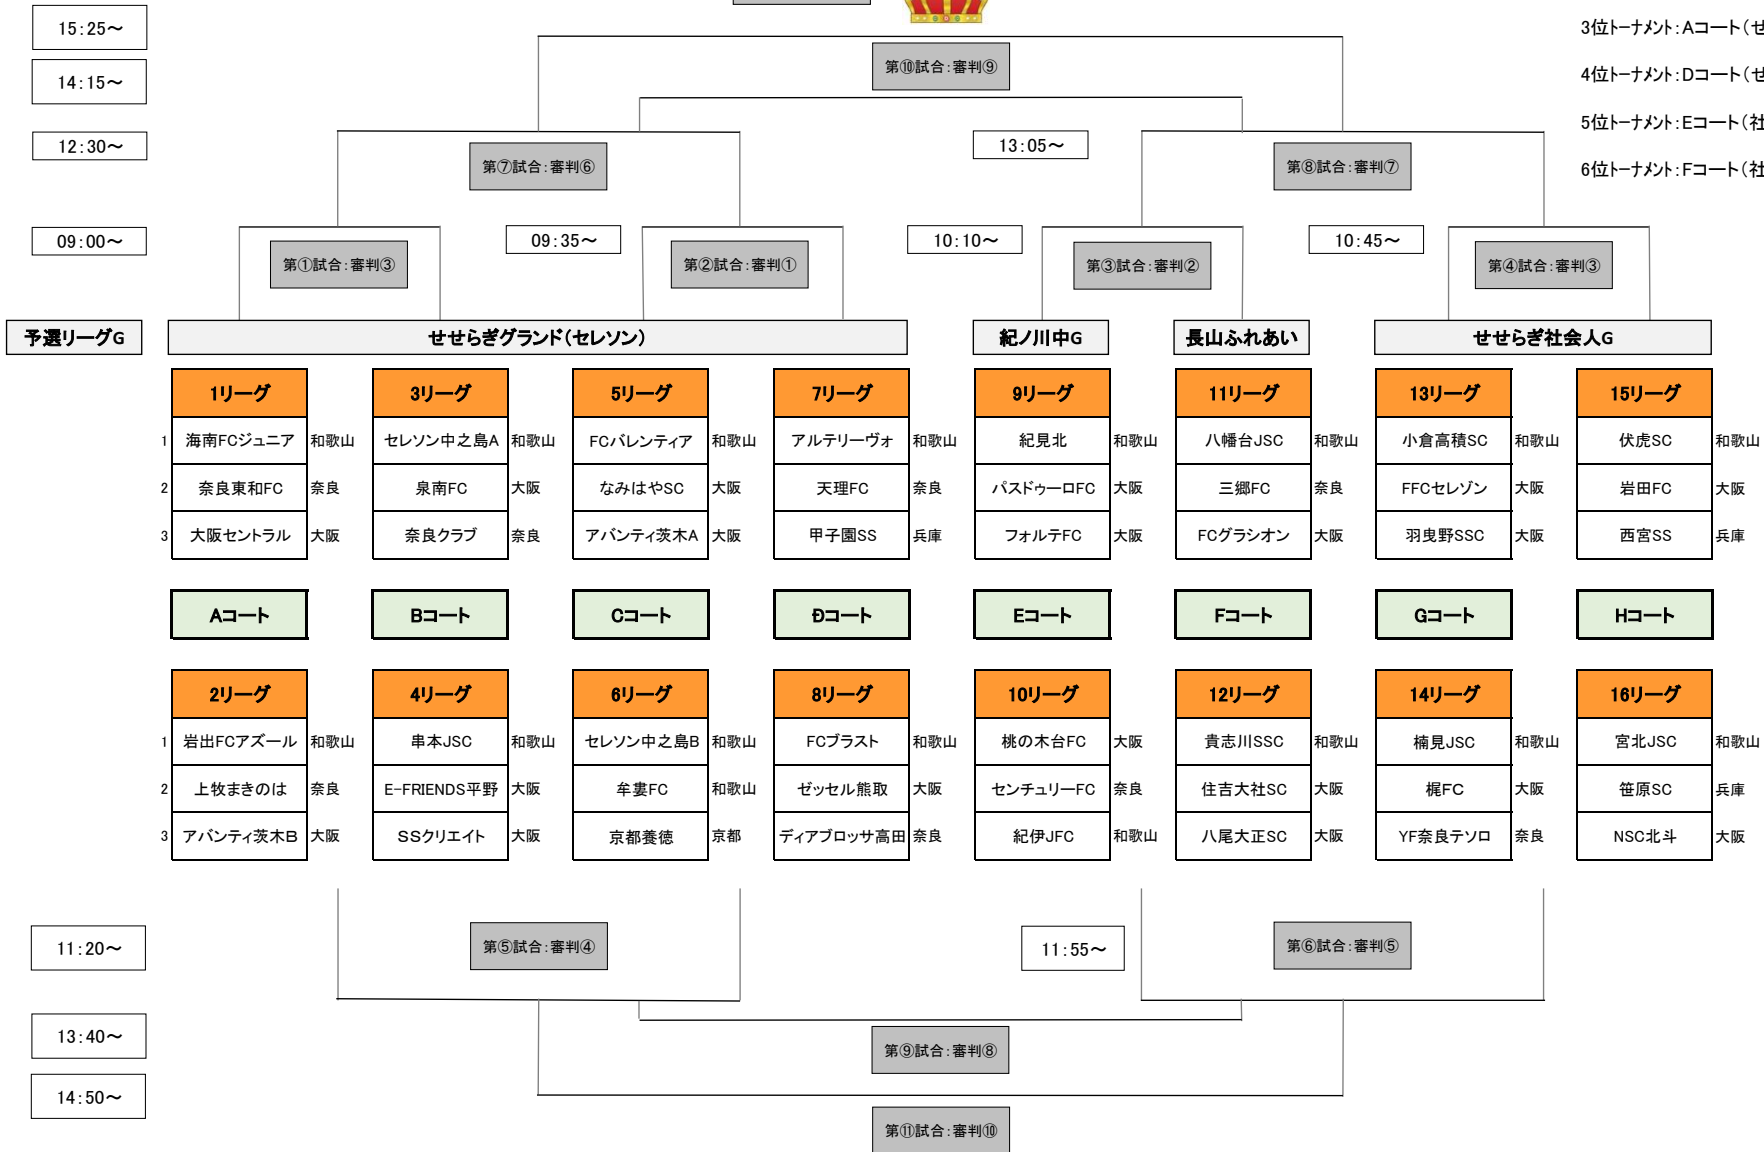 15:25～
3位トーナメント:Aコート(せ
第⑩試合:審判⑨
14:15～
4位トーナメント:Dコート(せ
5位トーナメント:Eコート(社
12:30～
13:05～
第⑦試合:審判⑥
第⑧試合:審判⑦
6位トーナメント:Fコート(社
09:00～
09:35～
10:10～
10:45～
第①試合:審判③
第②試合:審判①
第③試合:審判②
第④試合:審判③
予選リーグG
せせらぎグランド(セレソン)
紀ノ川中G
長山ふれあい
せせらぎ社会人G
1リーグ 3リーグ 5リーグ 7リーグ 9リーグ 11リーグ 13リーグ 15リーグ
1 海南FCジュニア 和歌山 セレソン中之島A 和歌山 FCバレンティア 和歌山 アルテリーヴォ 和歌山 紀見北 和歌山 八幡台JSC 和歌山 小倉高積SC 和歌山 伏虎SC 和歌山
2 奈良東和FC 奈良 泉南FC 大阪 なみはやSC 大阪 天理FC 奈良 パスドゥーロFC 大阪 三郷FC 奈良 FFCセレゾン 大阪 岩田FC 大阪
3 大阪セントラル 大阪 奈良クラブ 奈良 アバンティ茨木A 大阪 甲子園SS 兵庫 フォルテFC 大阪 FCグラシオン 大阪 羽曳野SSC 大阪 西宮SS 兵庫
Aコート Bコート Cコート Dコート Eコート Fコート Gコート Hコート
2リーグ 4リーグ 6リーグ 8リーグ 10リーグ 12リーグ 14リーグ 16リーグ
1 岩出FCアズール 和歌山 串本JSC 和歌山 セレソン中之島B 和歌山 FCブラスト 和歌山 桃の木台FC 大阪 貴志川SSC 和歌山 楠見JSC 和歌山 宮北JSC 和歌山
2 上牧まきのは 奈良 E-FRIENDS平野 大阪 牟婁FC 和歌山 ゼッセル熊取 大阪 センチュリーFC 奈良 住吉大社SC 大阪 梶FC 大阪 笹原SC 兵庫
3 アバンティ茨木B 大阪 SSクリエイト 大阪 京都養徳 京都 ディアブロッサ高田 奈良 紀伊JFC 和歌山 八尾大正SC 大阪 YF奈良テソロ 奈良 NSC北斗 大阪
11:20～
第⑤試合:審判④
11:55～
第⑥試合:審判⑤
13:40～
第⑨試合:審判⑧
14:50～
第⑪試合:審判⑩